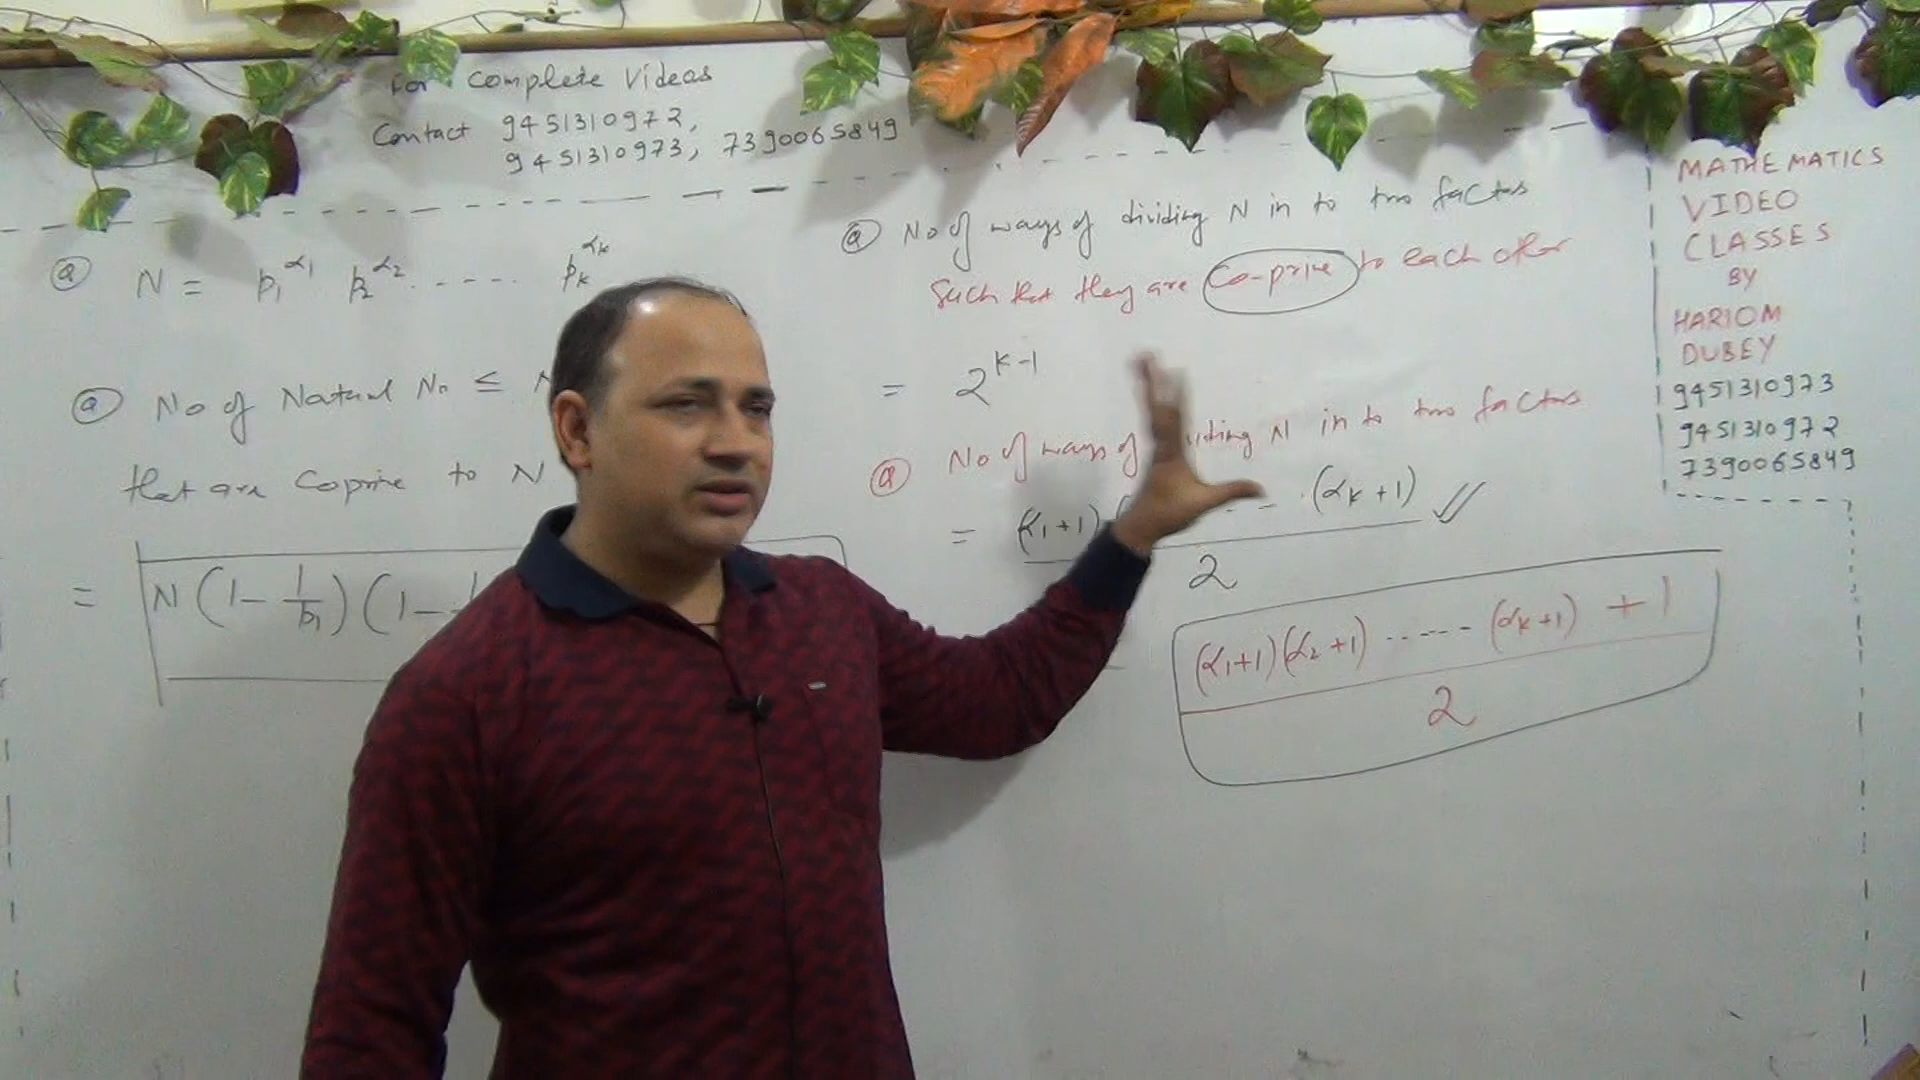 For Complete Videos
Contact 9451310972,
9451310973, 7390065849
@ N = p₁^α₁ p₂^α₂ ...... pₖ^αₖ
@ No of Natural No ≤ N
that are Coprime to N
= N(1 - 1/p₁)(1 -
@ No of ways of dividing N in to two factors
Such that they are Co-prime to each other
= 2^(k-1)
@ No of ways of dividing N in to two factors
= (α₁+1) (αₖ+1)
2
(α₁+1)(α₂+1) ...... (αₖ+1) + 1
2
MATHEMATICS
VIDEO
CLASSES
BY
HARIOM
DUBEY
9451310973
9451310972
7390065849